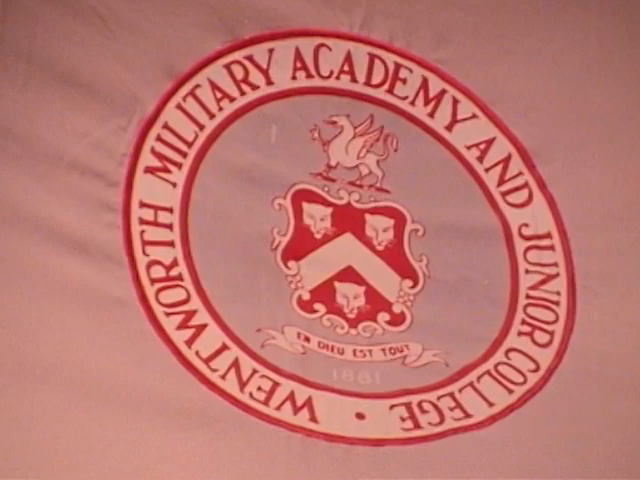 WENTWORTH MILITARY ACADEMY AND JUNIOR COLLEGE •
EN DIEU EST TOUT
1881